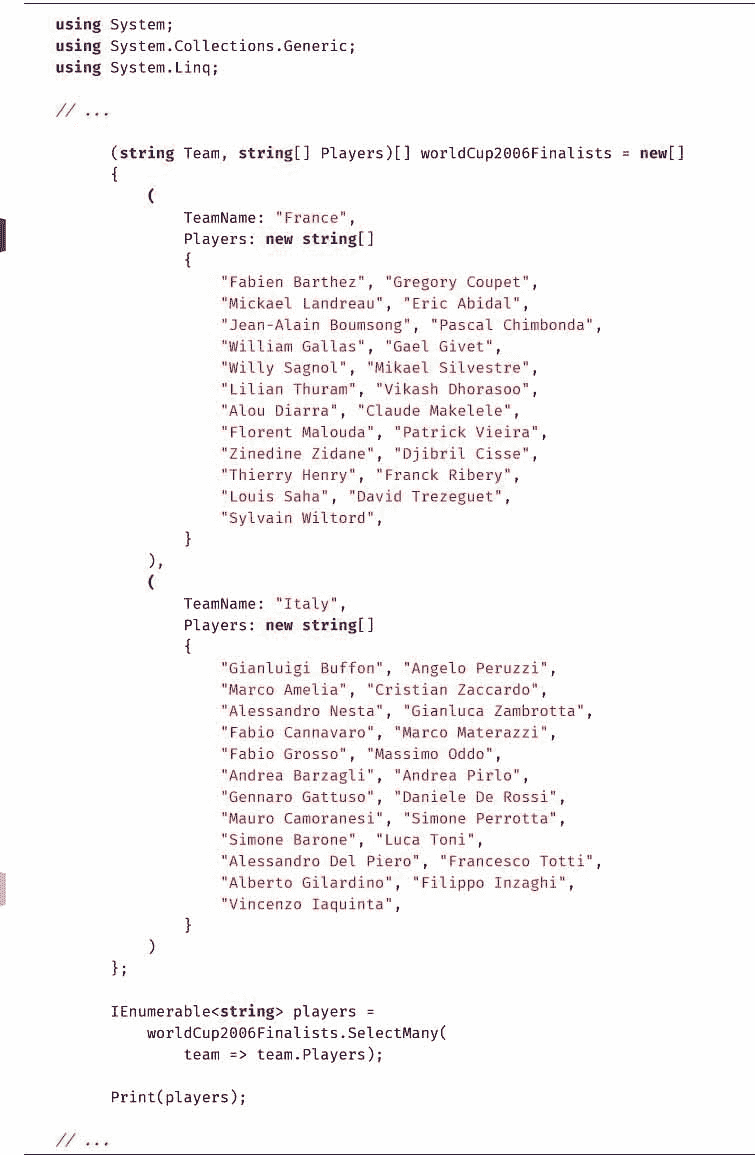 using System;
using System.Collections.Generic;
using System.Linq;
// ...
(string Team, string[] Players)[] worldCup2006Finalists = new[]
{
(
TeamName: "France",
Players: new string[]
{
"Fabien Barthez", "Gregory Coupet",
"Mickael Landreau", "Eric Abidal",
"Jean-Alain Boumsong", "Pascal Chimbonda",
"William Gallas", "Gael Givet",
"Willy Sagnol", "Mikael Silvestre",
"Lilian Thuram", "Vikash Dhorasoo",
"Alou Diarra", "Claude Makelele",
"Florent Malouda", "Patrick Vieira",
"Zinedine Zidane", "Djibril Cisse",
"Thierry Henry", "Franck Ribery",
"Louis Saha", "David Trezeguet",
"Sylvain Wiltord",
}
),
(
TeamName: "Italy",
Players: new string[]
{
"Gianluigi Buffon", "Angelo Peruzzi",
"Marco Amelia", "Cristian Zaccardo",
"Alessandro Nesta", "Gianluca Zambrotta",
"Fabio Cannavaro", "Marco Materazzi",
"Fabio Grosso", "Massimo Oddo",
"Andrea Barzagli", "Andrea Pirlo",
"Gennaro Gattuso", "Daniele De Rossi",
"Mauro Camoranesi", "Simone Perrotta",
"Simone Barone", "Luca Toni",
"Alessandro Del Piero", "Francesco Totti",
"Alberto Gilardino", "Filippo Inzaghi",
"Vincenzo Iaquinta",
}
)
};
IEnumerable<string> players =
worldCup2006Finalists.SelectMany(
team => team.Players);
Print(players);
// ...